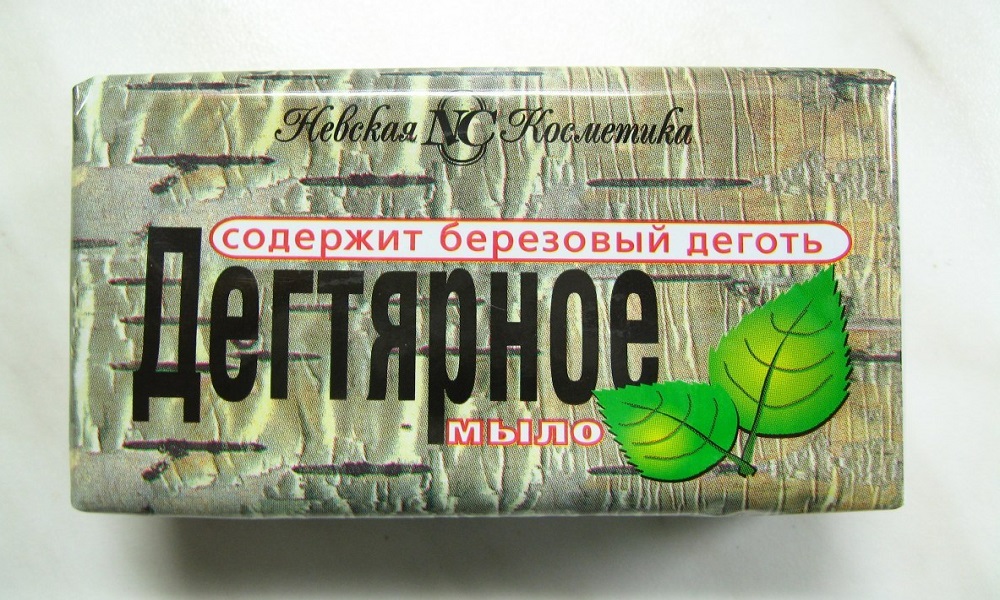 Невская NC Косметика
содержит березовый деготь
Дегтярное
мыло